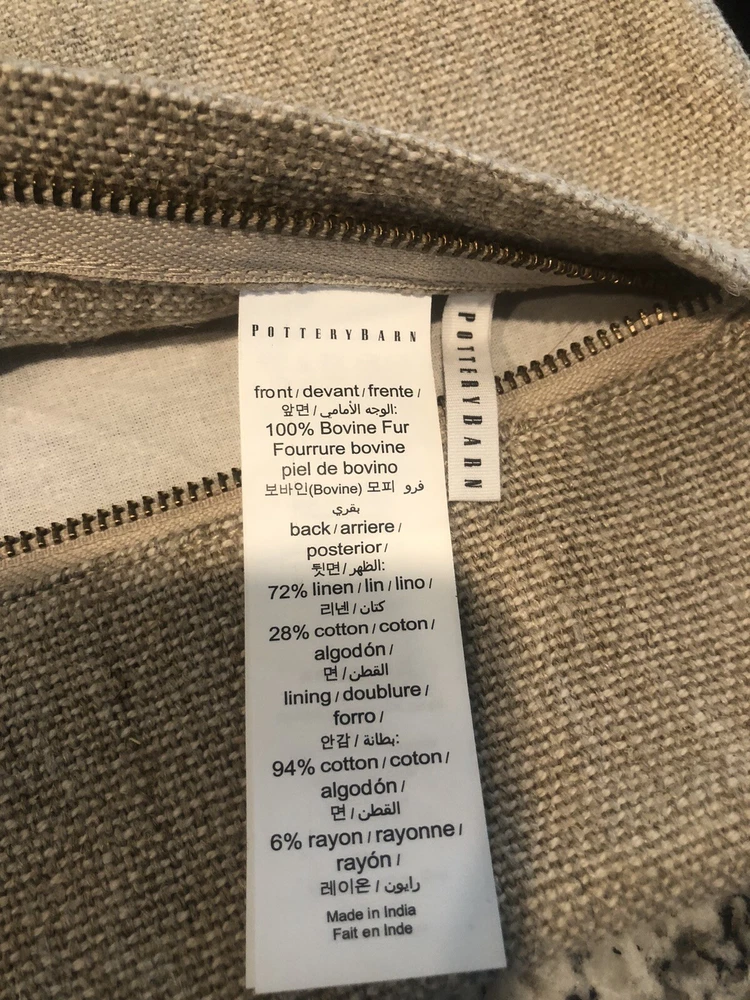 POTTERYBARN
front / devant / frente /
앞면 / الوجه الأمامي:
100% Bovine Fur
Fourrure bovine
piel de bovino
보바인(Bovine) 모피 فرو
بقري
back / arriere /
posterior /
뒷면 / الظهر:
72% linen / lin / lino /
리넨 / كتان
28% cotton / coton /
algodón /
면 / القطن
lining / doublure /
forro /
안감 / بطانة:
94% cotton / coton /
algodón /
면 / القطن
6% rayon / rayonne /
rayón /
레이온 / رايون
Made in India
Fait en Inde
POTTERYBARN